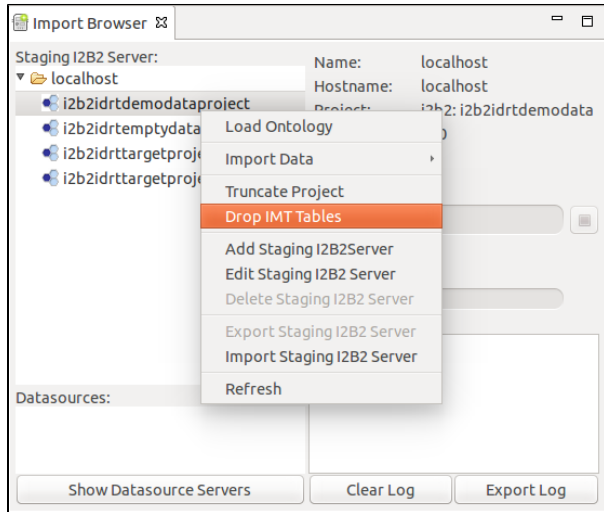 Import Browser
Staging I2B2 Server:
localhost
i2b2idrtdemodataproject
i2b2idrtemptydata
i2b2idrttargetproje
i2b2idrttargetproje
Name: localhost
Hostname: localhost
Project: i2b2: i2b2idrtdemodata
Load Ontology
Import Data
Truncate Project
Drop IMT Tables
Add Staging I2B2Server
Edit Staging I2B2 Server
Delete Staging I2B2 Server
Export Staging I2B2 Server
Import Staging I2B2 Server
Refresh
Datasources:
Show Datasource Servers
Clear Log
Export Log